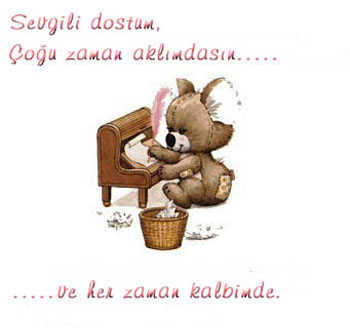 Sevgili dostum,
Çoğu zaman aklımdasın.....
.....ve her zaman kalbimde.